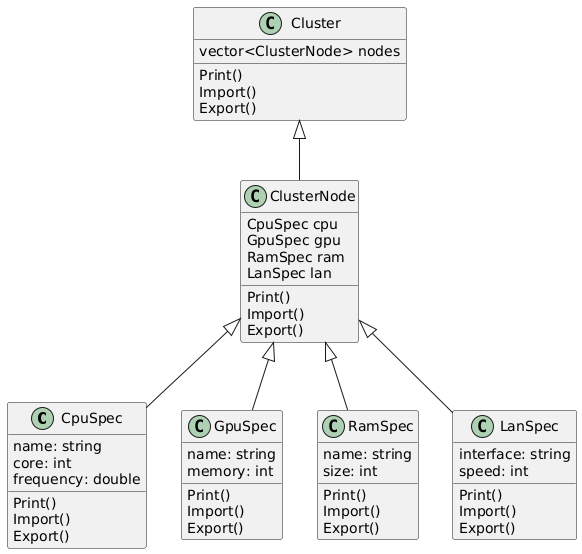 C Cluster
vector<ClusterNode> nodes
Print()
Import()
Export()
C ClusterNode
CpuSpec cpu
GpuSpec gpu
RamSpec ram
LanSpec lan
Print()
Import()
Export()
C CpuSpec
name: string
core: int
frequency: double
Print()
Import()
Export()
C GpuSpec
name: string
memory: int
Print()
Import()
Export()
C RamSpec
name: string
size: int
Print()
Import()
Export()
C LanSpec
interface: string
speed: int
Print()
Import()
Export()